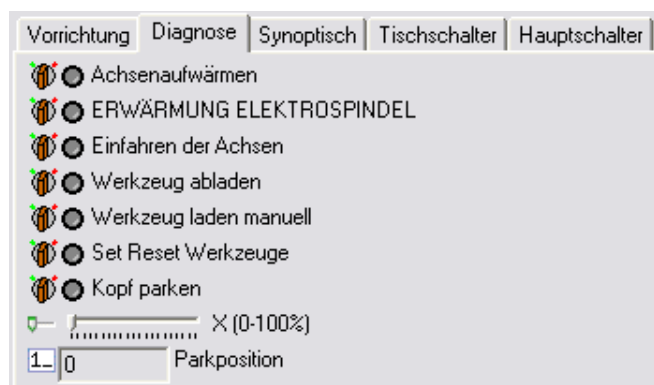 Vorrichtung Diagnose Synoptisch Tischschalter Hauptschalter
Achsenaufwärmen
ERWÄRMUNG ELEKTROSPINDEL
Einfahren der Achsen
Werkzeug abladen
Werkzeug laden manuell
Set Reset Werkzeuge
Kopf parken
X (0-100%)
1_ 0 Parkposition